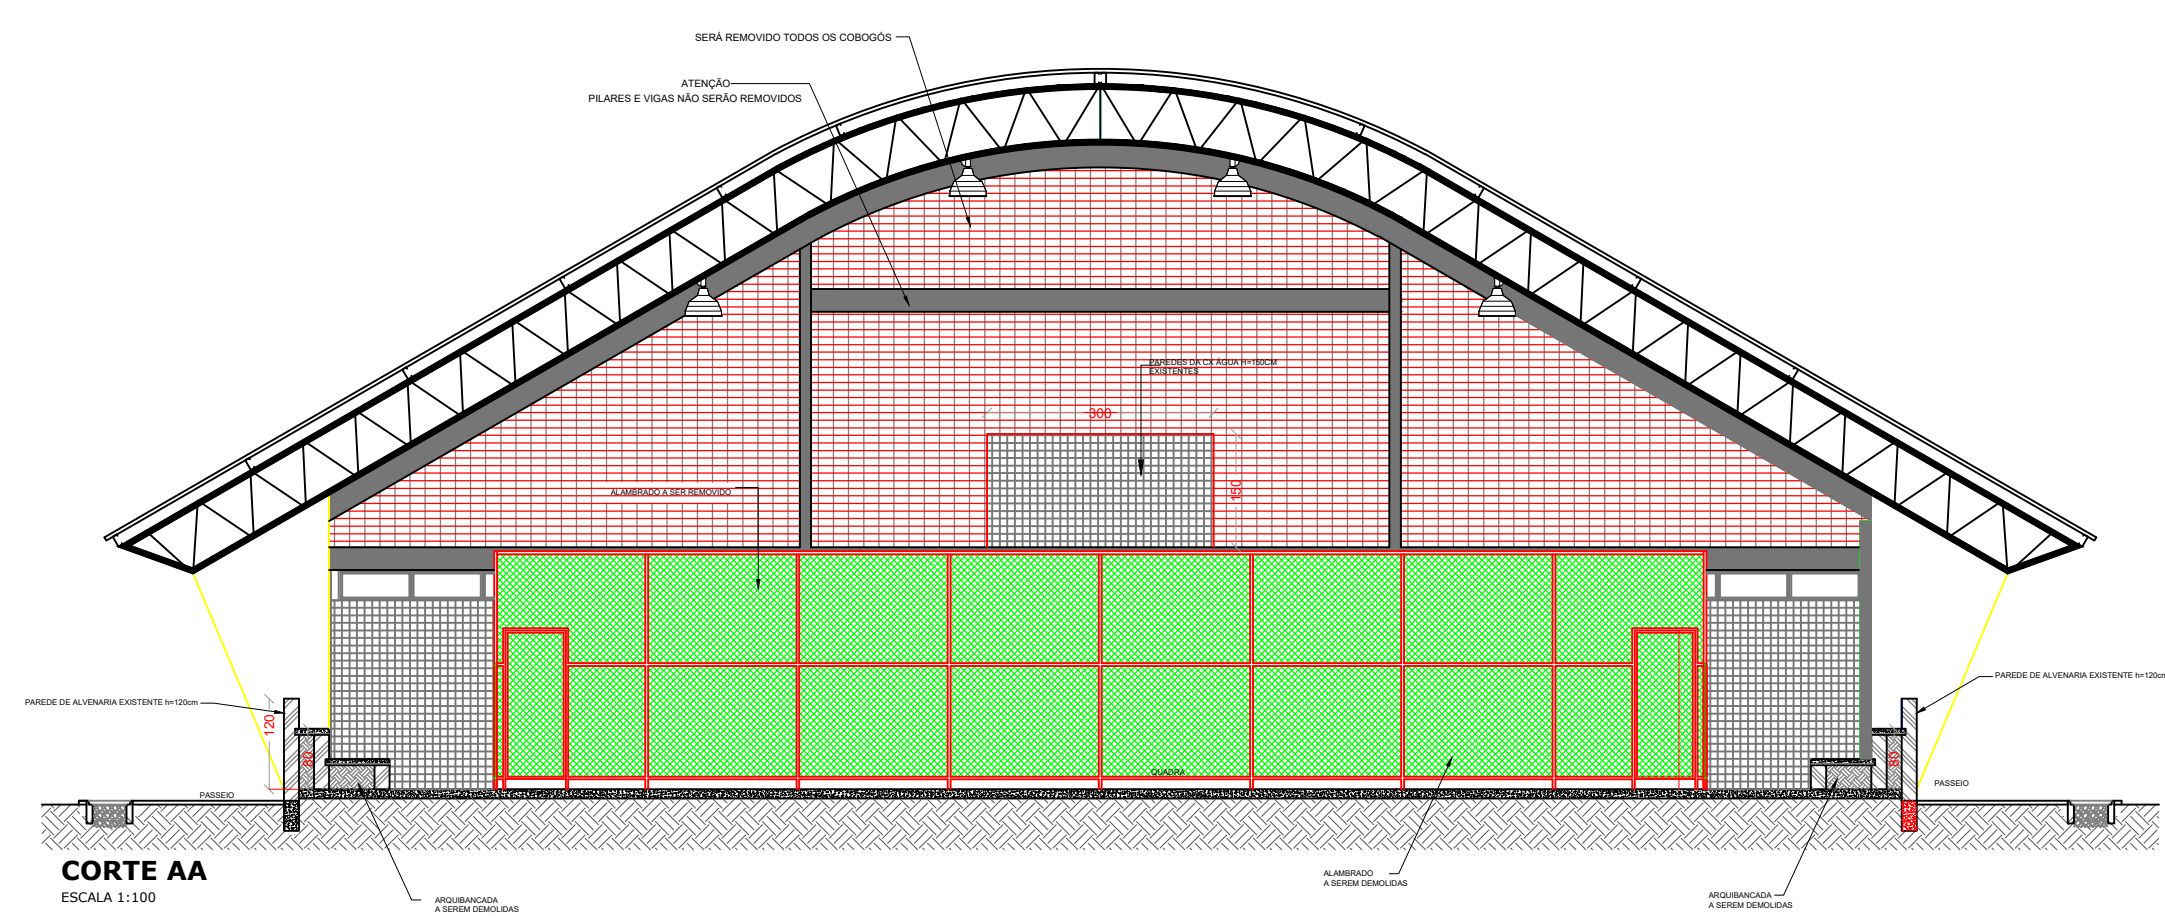 SERÁ REMOVIDO TODOS OS COBOGÓS
ATENÇÃO
PILARES E VIGAS NÃO SERÃO REMOVIDOS
PAREDES DA CX ÁGUA H=150CM
EXISTENTES
300
150
ALAMBRADO A SER REMOVIDO
PAREDE DE ALVENARIA EXISTENTE h=120cm
PAREDE DE ALVENARIA EXISTENTE h=120cm
120
80
80
QUADRA
PASSEIO
PASSEIO
CORTE AA
ESCALA 1:100
ARQUIBANCADA
A SEREM DEMOLIDAS
ALAMBRADO
A SEREM DEMOLIDAS
ARQUIBANCADA
A SEREM DEMOLIDAS